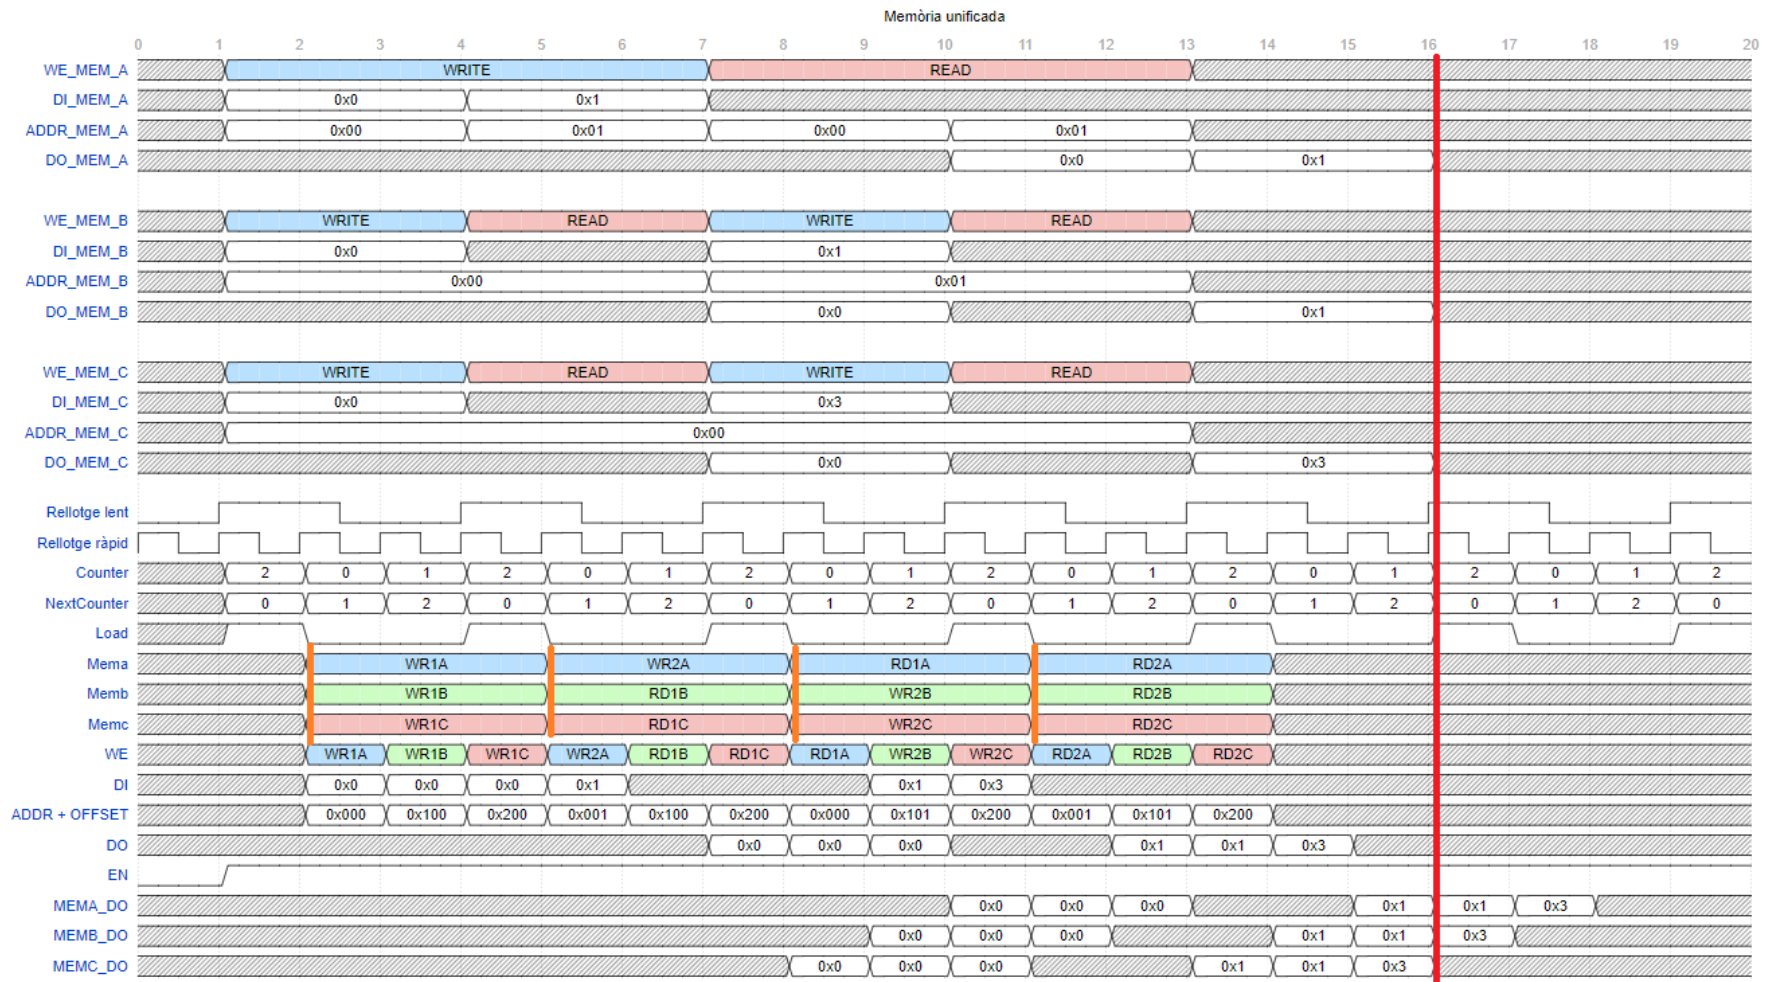 Memòria unificada
0 1 2 3 4 5 6 7 8 9 10 11 12 13 14 15 16 17 18 19 20
WE_MEM_A WRITE READ
DI_MEM_A 0x0 0x1
ADDR_MEM_A 0x00 0x01 0x00 0x01
DO_MEM_A 0x0 0x1
WE_MEM_B WRITE READ WRITE READ
DI_MEM_B 0x0 0x1
ADDR_MEM_B 0x00 0x01
DO_MEM_B 0x0 0x1
WE_MEM_C WRITE READ WRITE READ
DI_MEM_C 0x0 0x3
ADDR_MEM_C 0x00
DO_MEM_C 0x0 0x3
Rellotge lent
Rellotge ràpid
Counter 2 0 1 2 0 1 2 0 1 2 0 1 2 0 1 2 0 1 2
NextCounter 0 1 2 0 1 2 0 1 2 0 1 2 0 1 2 0 1 2 0
Load
Mema WR1A WR2A RD1A RD2A
Memb WR1B RD1B WR2B RD2B
Memc WR1C RD1C WR2C RD2C
WE WR1A WR1B WR1C WR2A RD1B RD1C RD1A WR2B WR2C RD2A RD2B RD2C
DI 0x0 0x0 0x0 0x1 0x1 0x3
ADDR + OFFSET 0x000 0x100 0x200 0x001 0x100 0x200 0x000 0x101 0x200 0x001 0x101 0x200
DO 0x0 0x0 0x0 0x1 0x1 0x3
EN
MEMA_DO 0x0 0x0 0x0 0x1 0x1 0x3
MEMB_DO 0x0 0x0 0x0 0x1 0x1 0x3
MEMC_DO 0x0 0x0 0x0 0x1 0x1 0x3